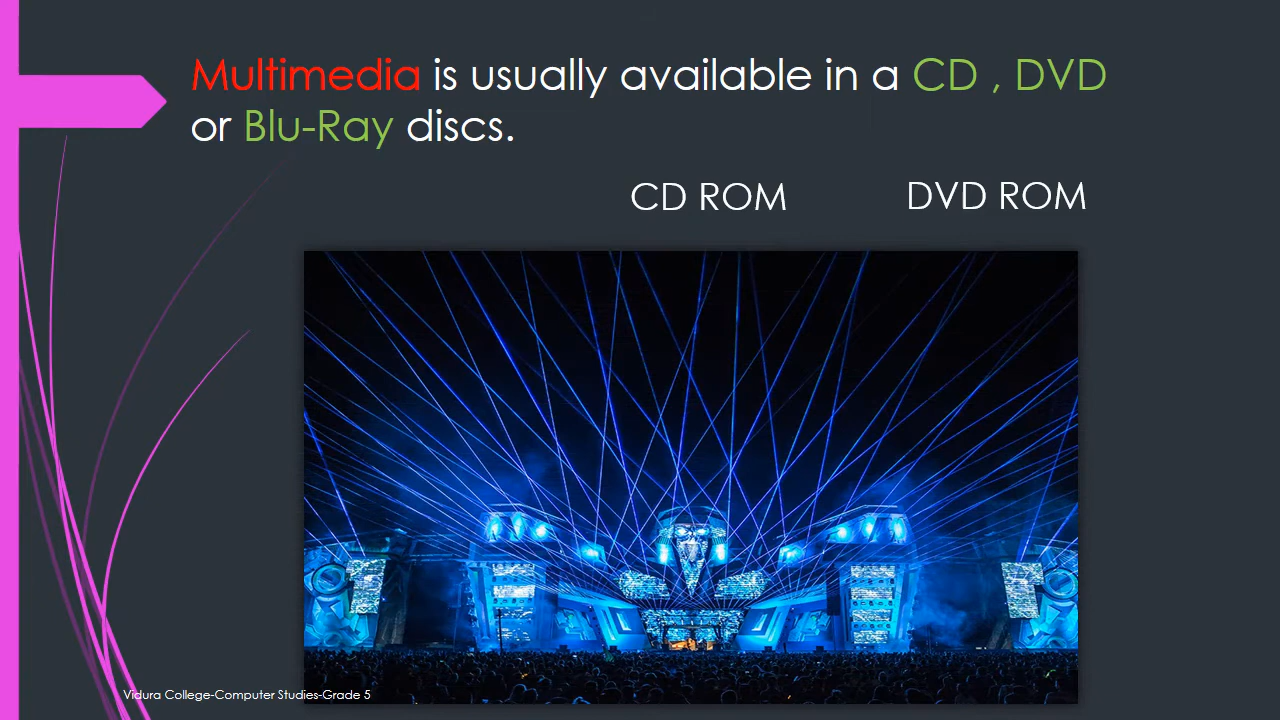 Multimedia is usually available in a CD , DVD
or Blu-Ray discs.
CD ROM DVD ROM
Vidura College-Computer Studies-Grade 5